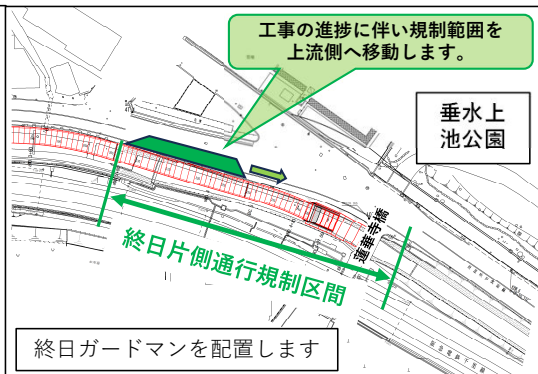 工事の進捗に伴い規制範囲を
上流側へ移動します。
垂水上
池公園
蓮華寺橋
終日片側通行規制区間
終日ガードマンを配置します